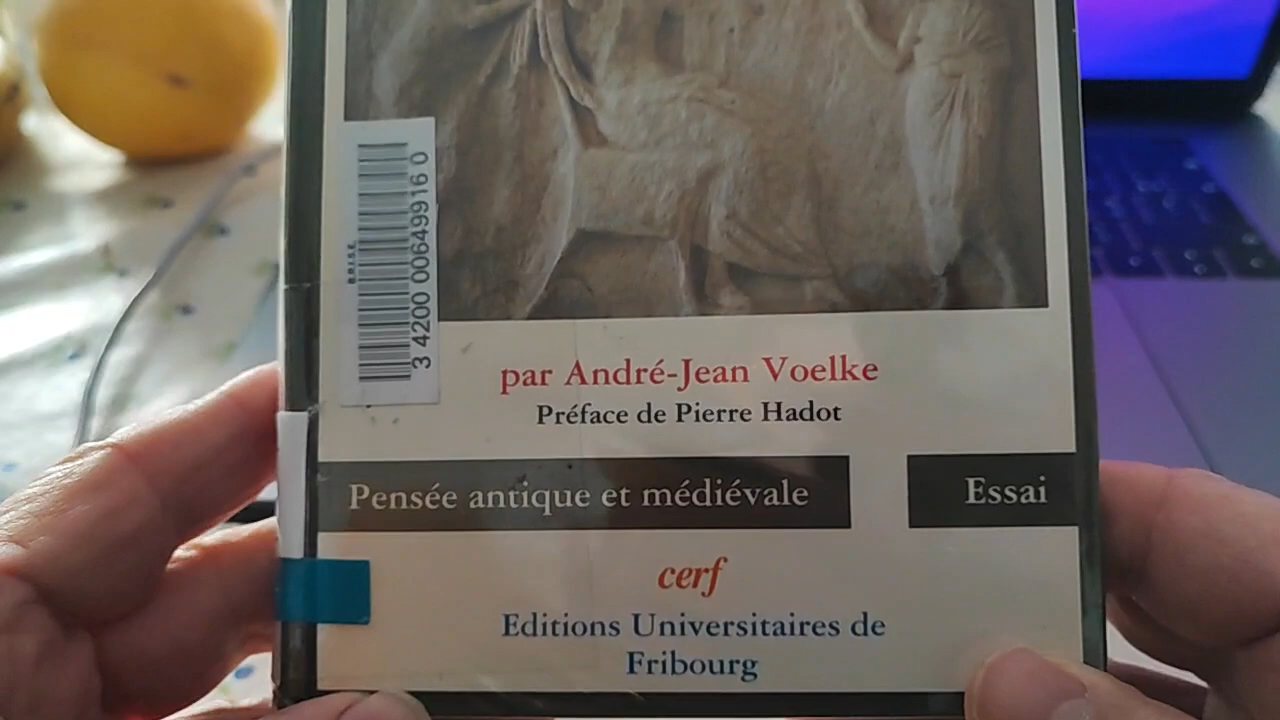 BRISE
3 4200 00649916 0
par André-Jean Voelke
Préface de Pierre Hadot
Pensée antique et médiévale
Essai
cerf
Editions Universitaires de
Fribourg